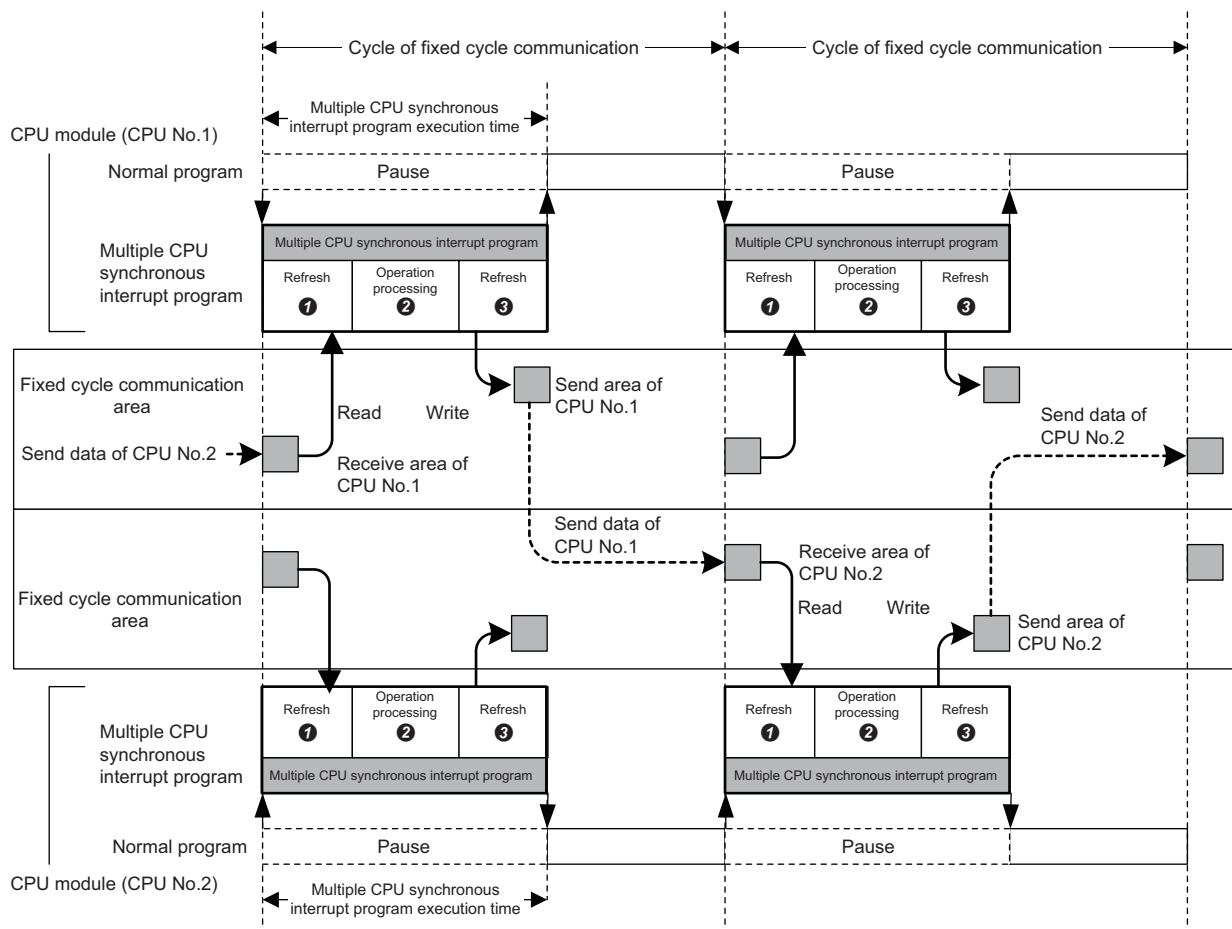 Cycle of fixed cycle communication
Cycle of fixed cycle communication
Multiple CPU synchronous
interrupt program execution time
CPU module (CPU No.1)
Normal program
Pause
Pause
Multiple CPU
synchronous
interrupt program
Multiple CPU synchronous interrupt program
Refresh
1
Operation
processing
2
Refresh
3
Multiple CPU synchronous interrupt program
Refresh
1
Operation
processing
2
Refresh
3
Fixed cycle communication
area
Send area of
CPU No.1
Read
Write
Send data of
CPU No.2
Send data of CPU No.2
Receive area of
CPU No.1
Send data of
CPU No.1
Receive area of
CPU No.2
Fixed cycle communication
area
Read
Write
Send area of
CPU No.2
Multiple CPU
synchronous
interrupt program
Refresh
1
Operation
processing
2
Refresh
3
Multiple CPU synchronous interrupt program
Refresh
1
Operation
processing
2
Refresh
3
Multiple CPU synchronous interrupt program
Normal program
Pause
Pause
CPU module (CPU No.2)
Multiple CPU synchronous
interrupt program execution time